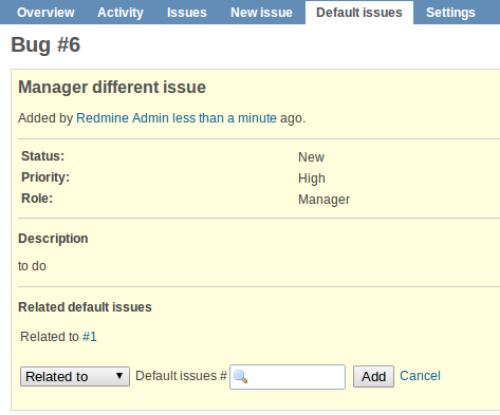 Overview Activity Issues New issue Default issues Settings
Bug #6
Manager different issue
Added by Redmine Admin less than a minute ago.
Status: New
Priority: High
Role: Manager
Description
to do
Related default issues
Related to #1
Related to Default issues # Add Cancel